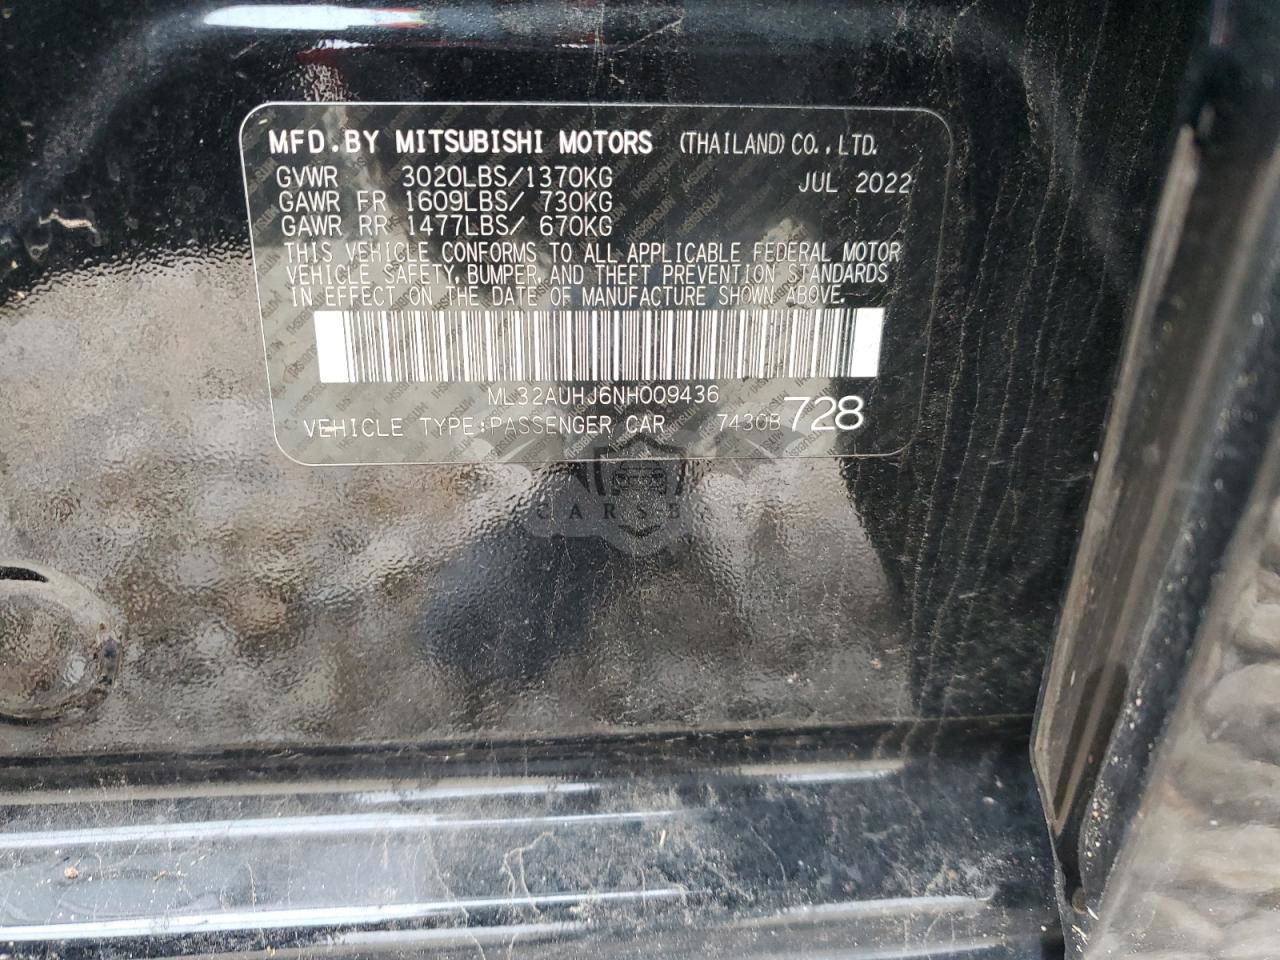 MFD.BY MITSUBISHI MOTORS (THAILAND) CO., LTD.
GVWR 3020LBS/1370KG JUL 2022
GAWR FR 1609LBS/ 730KG
GAWR RR 1477LBS/ 670KG
THIS VEHICLE CONFORMS TO ALL APPLICABLE FEDERAL MOTOR
VEHICLE SAFETY, BUMPER, AND THEFT PREVENTION STANDARDS
IN EFFECT ON THE DATE OF MANUFACTURE SHOWN ABOVE.
ML32AUHJ6NH009436
VEHICLE TYPE:PASSENGER CAR 7430B 728